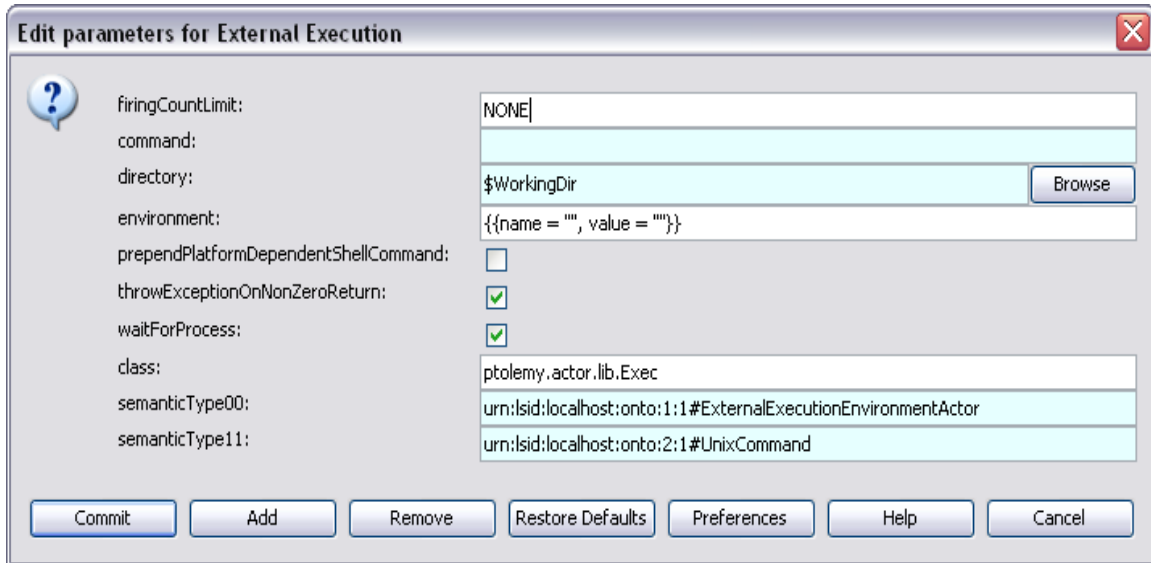 Edit parameters for External Execution
firingCountLimit: NONE
command:
directory: $WorkingDir Browse
environment: {{name = "", value = ""}}
prependPlatformDependentShellCommand:
throwExceptionOnNonZeroReturn:
waitForProcess:
class: ptolemy.actor.lib.Exec
semanticType00: urn:lsid:localhost:onto:1:1#ExternalExecutionEnvironmentActor
semanticType11: urn:lsid:localhost:onto:2:1#UnixCommand
Commit Add Remove Restore Defaults Preferences Help Cancel